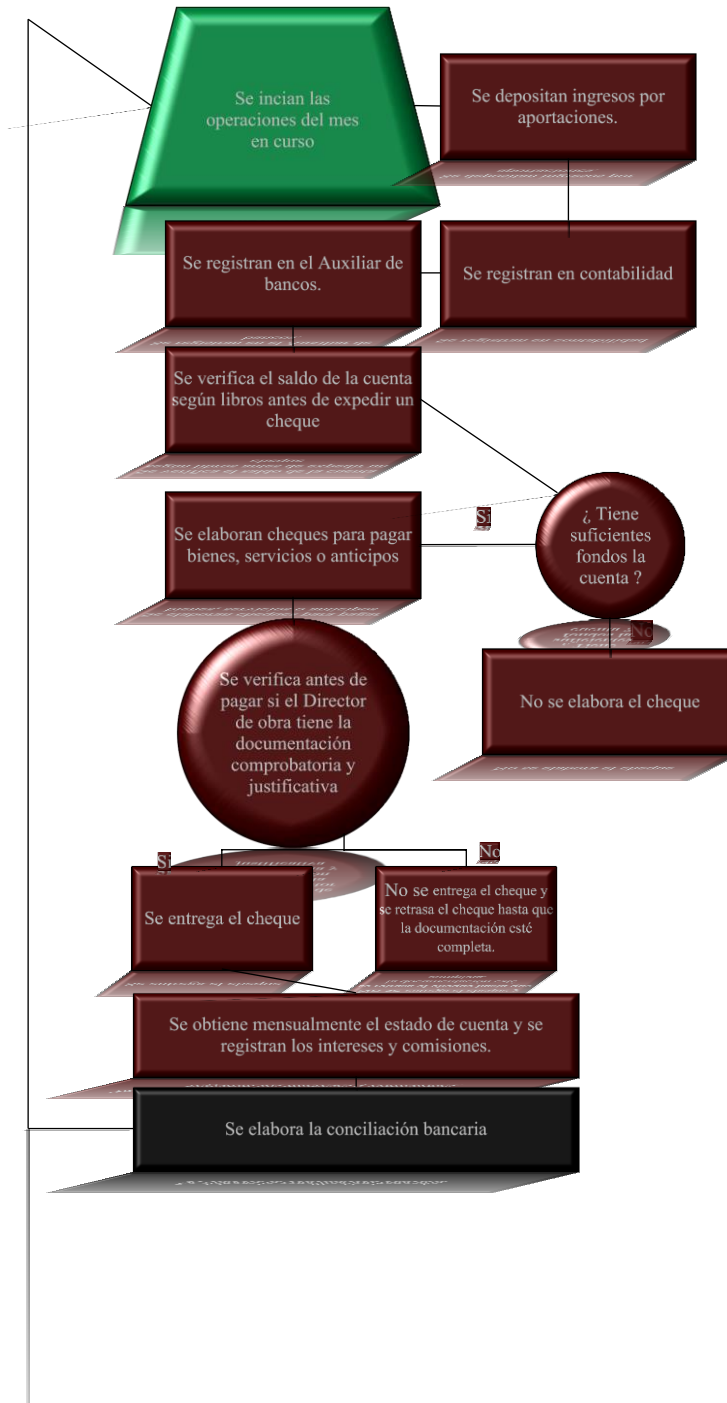 Se incian las
operaciones del mes
en curso
Se depositan ingresos por
aportaciones.
Se registran en el Auxiliar de
bancos.
Se registran en contabilidad
Se verifica el saldo de la cuenta
según libros antes de expedir un
cheque
Se elaboran cheques para pagar
bienes, servicios o anticipos
Si
¿ Tiene
suficientes
fondos la
cuenta ?
No
No se elabora el cheque
Se verifica antes de
pagar si el Director
de obra tiene la
documentación
comprobatoria y
justificativa
Si
No
Se entrega el cheque
No se entrega el cheque y
se retrasa el cheque hasta que
la documentación esté
completa.
Se obtiene mensualmente el estado de cuenta y se
registran los intereses y comisiones.
Se elabora la conciliación bancaria